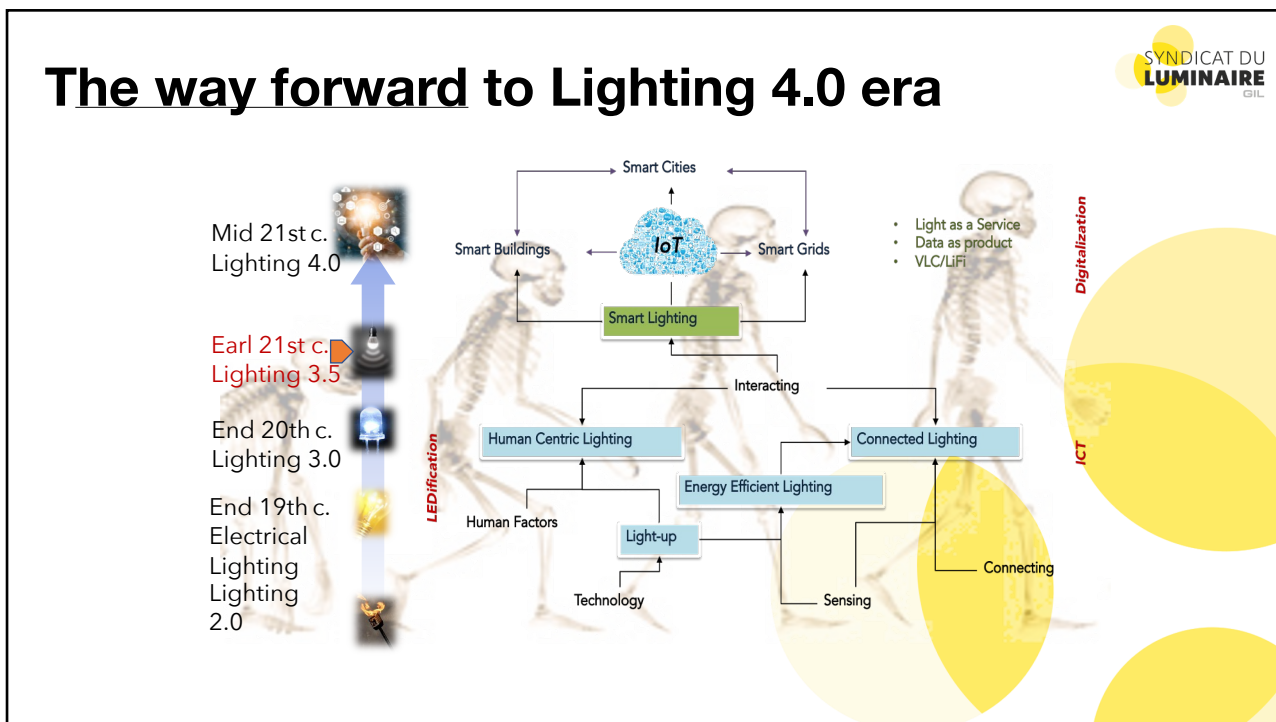 The way forward to Lighting 4.0 era
SYNDICAT DU
LUMINAIRE
GIL
Mid 21st c.
Lighting 4.0
Earl 21st c.
Lighting 3.5
End 20th c.
Lighting 3.0
End 19th c.
Electrical
Lighting
Lighting
2.0
Smart Cities
IoT
Smart Buildings
Smart Grids
Smart Lighting
Interacting
Human Centric Lighting
Connected Lighting
Energy Efficient Lighting
Human Factors
Light-up
Technology
Sensing
Connecting
LEDification
• Light as a Service
• Data as product
• VLC/LiFi
Digitalization
ICT